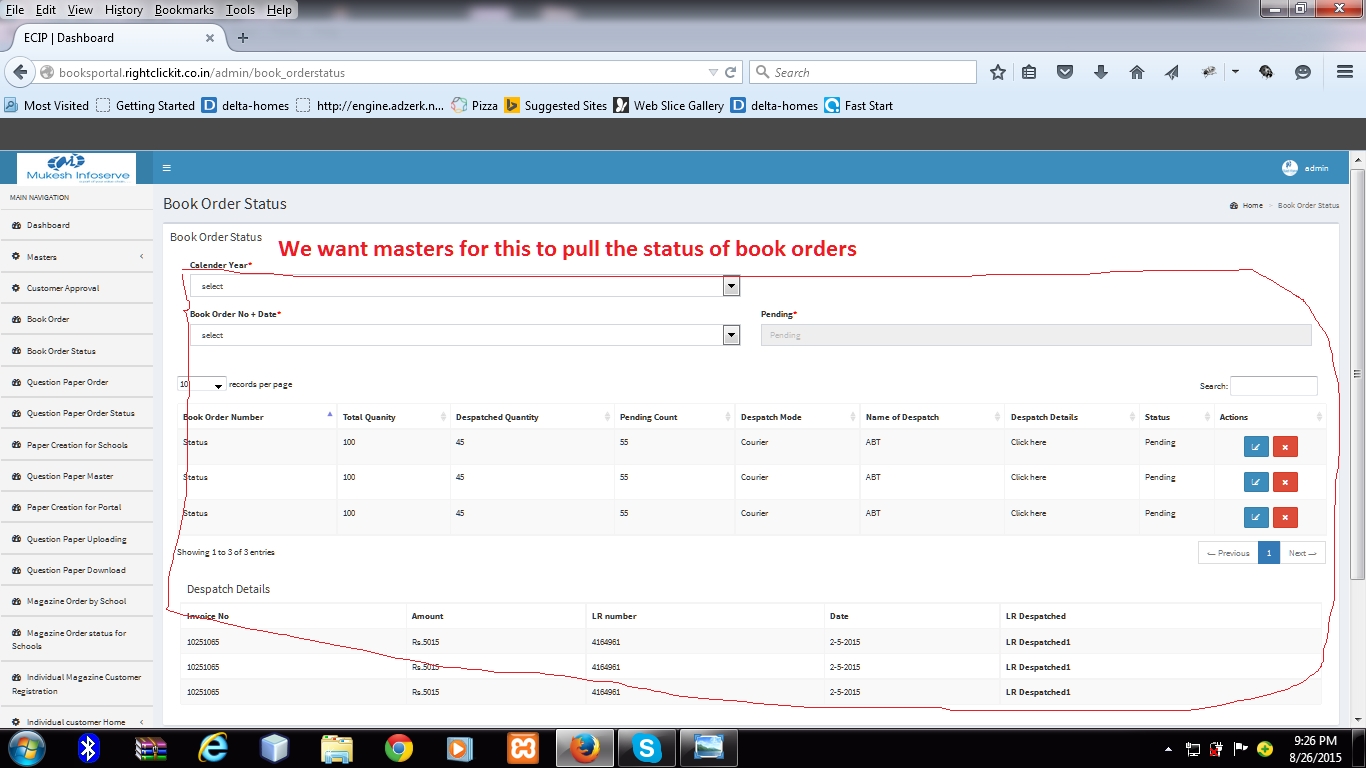 File Edit View History Bookmarks Tools Help
ECIP | Dashboard
booksportal.rightclickit.co.in/admin/book_orderstatus
Search
Most Visited Getting Started delta-homes http://engine.adzerk.n... Pizza Suggested Sites Web Slice Gallery delta-homes Fast Start
Mukesh Infoserve
admin
MAIN NAVIGATION
Dashboard
Masters
Customer Approval
Book Order
Book Order Status
Question Paper Order
Question Paper Order Status
Paper Creation for Schools
Question Paper Master
Paper Creation for Portal
Question Paper Uploading
Question Paper Download
Magazine Order by School
Magazine Order status for
Schools
Individual Magazine Customer
Registration
Individual customer Home
Book Order Status
Home Book Order Status
Book Order Status
We want masters for this to pull the status of book orders
Calender Year*
select
Book Order No + Date* Pending*
select Pending
10 records per page Search:
Book Order Number Total Quanity Despatched Quantity Pending Count Despatch Mode Name of Despatch Despatch Details Status Actions
Status 100 45 55 Courier ABT Click here Pending
Status 100 45 55 Courier ABT Click here Pending
Status 100 45 55 Courier ABT Click here Pending
Showing 1 to 3 of 3 entries
← Previous 1 Next →
Despatch Details
Invoice No Amount LR number Date LR Despatched
10251065 Rs.5015 4164961 2-5-2015 LR Despatched1
10251065 Rs.5015 4164961 2-5-2015 LR Despatched1
10251065 Rs.5015 4164961 2-5-2015 LR Despatched1
9:26 PM
8/26/2015